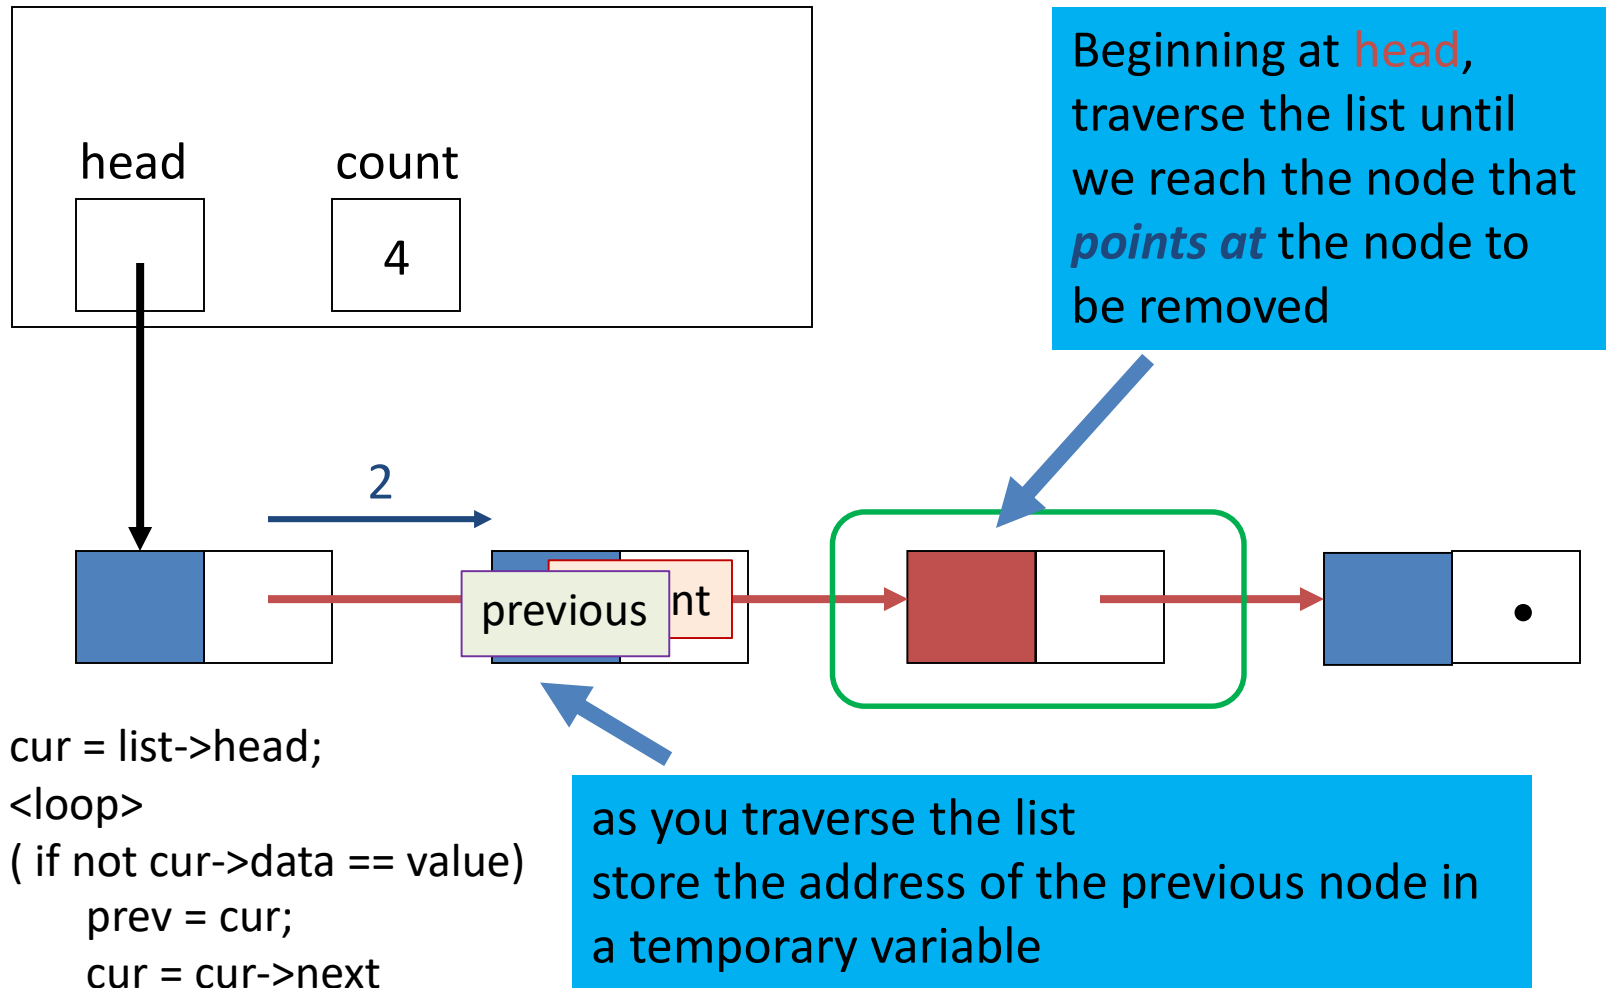 head
count
4
Beginning at head,
traverse the list until
we reach the node that
points at the node to
be removed
2
previous
nt
cur = list->head;
<loop>
( if not cur->data == value)
prev = cur;
cur = cur->next
as you traverse the list
store the address of the previous node in
a temporary variable